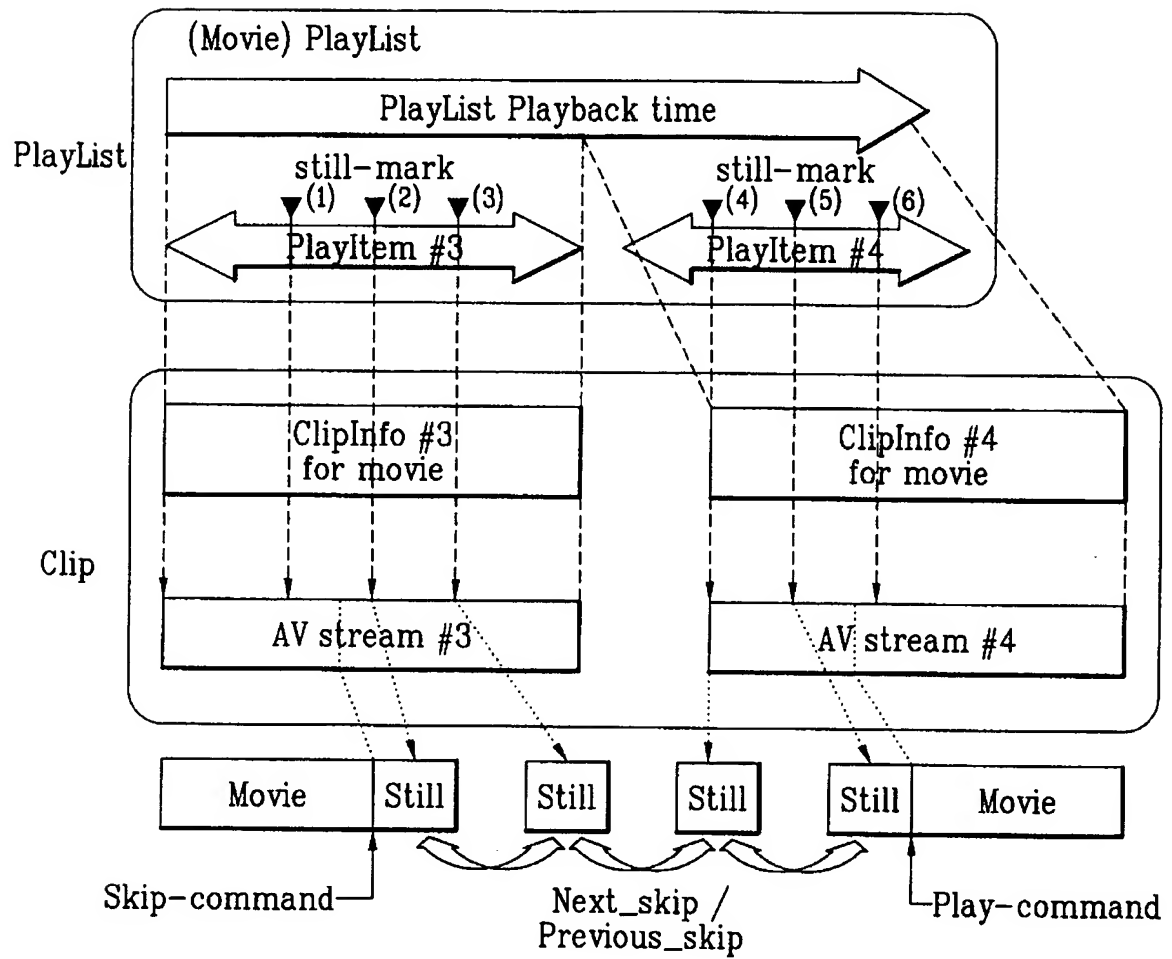 (Movie) PlayList
PlayList Playback time
PlayList
still-mark
still-mark
(1)
(2)
(3)
(4)
(5)
(6)
PlayItem #3
PlayItem #4
ClipInfo #3
for movie
ClipInfo #4
for movie
Clip
AV stream #3
AV stream #4
Movie
Still
Still
Still
Still
Movie
Skip-command
Next_skip /
Previous_skip
Play-command